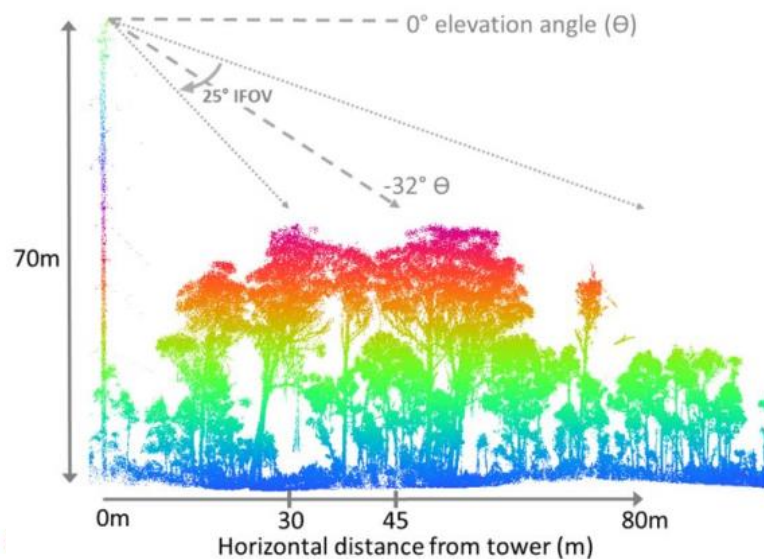 0° elevation angle (Θ)
25° IFOV
-32° Θ
70m
0m 30 45 80m
Horizontal distance from tower (m)